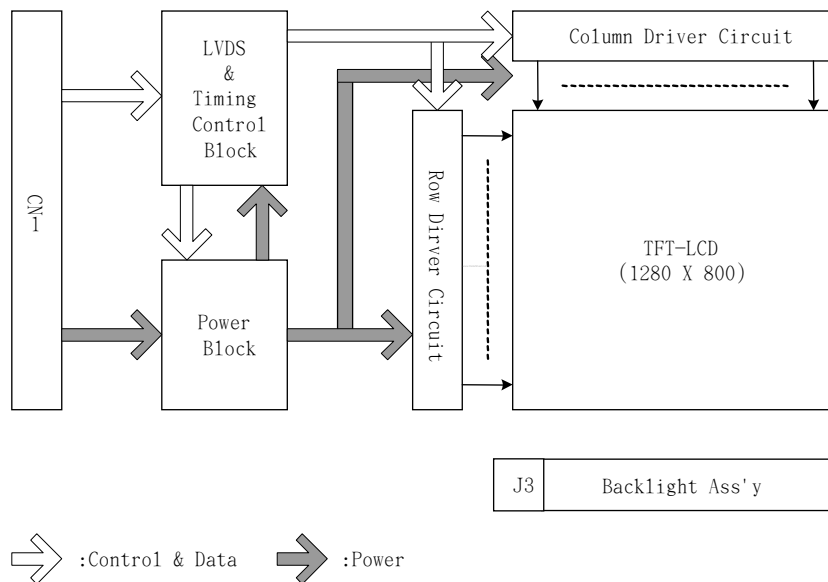 LVDS
&
Timing
Control
Block
Column Driver Circuit
CN-1
Row Dirver Circuit
TFT-LCD
(1280 X 800)
Power
Block
J3
Backlight Ass'y
:Control & Data
:Power